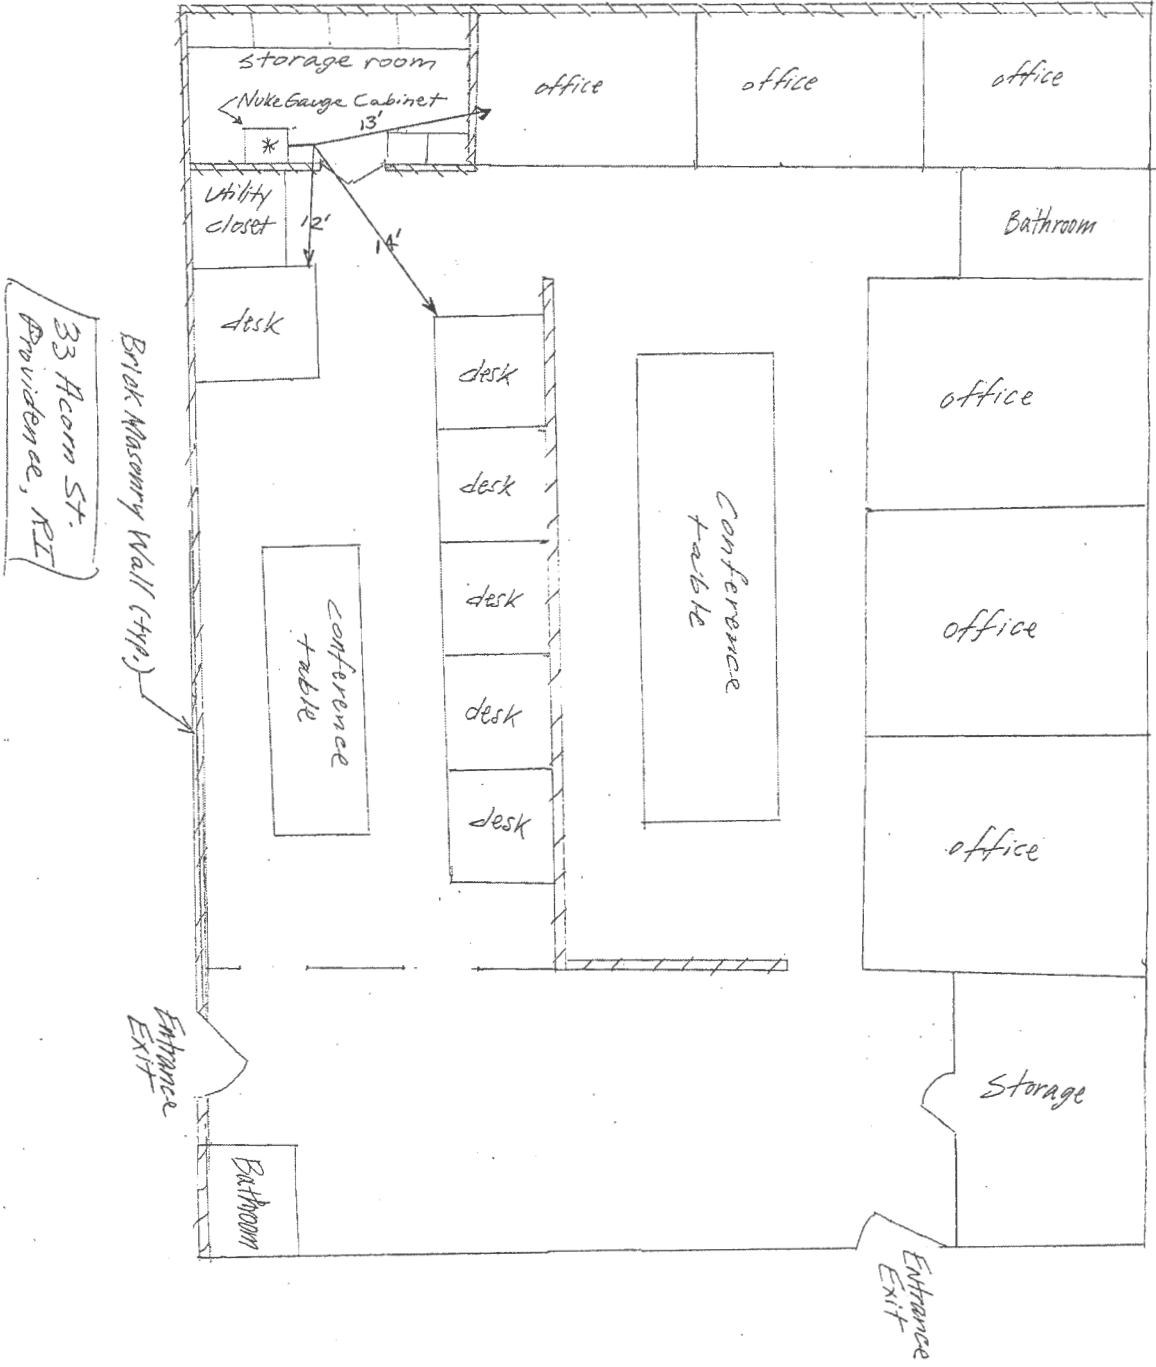 storage room
Nuke Gauge Cabinet
13'
*
office
office
office
Utility
closet
12'
14'
Bathroom
desk
desk
desk
desk
desk
desk
conference
table
conference
table
office
office
office
33 Acorn St.
Providence, RI
Brick Masonry Wall (typ.)
Entrance
Exit
Storage
Bathroom
Entrance
Exit